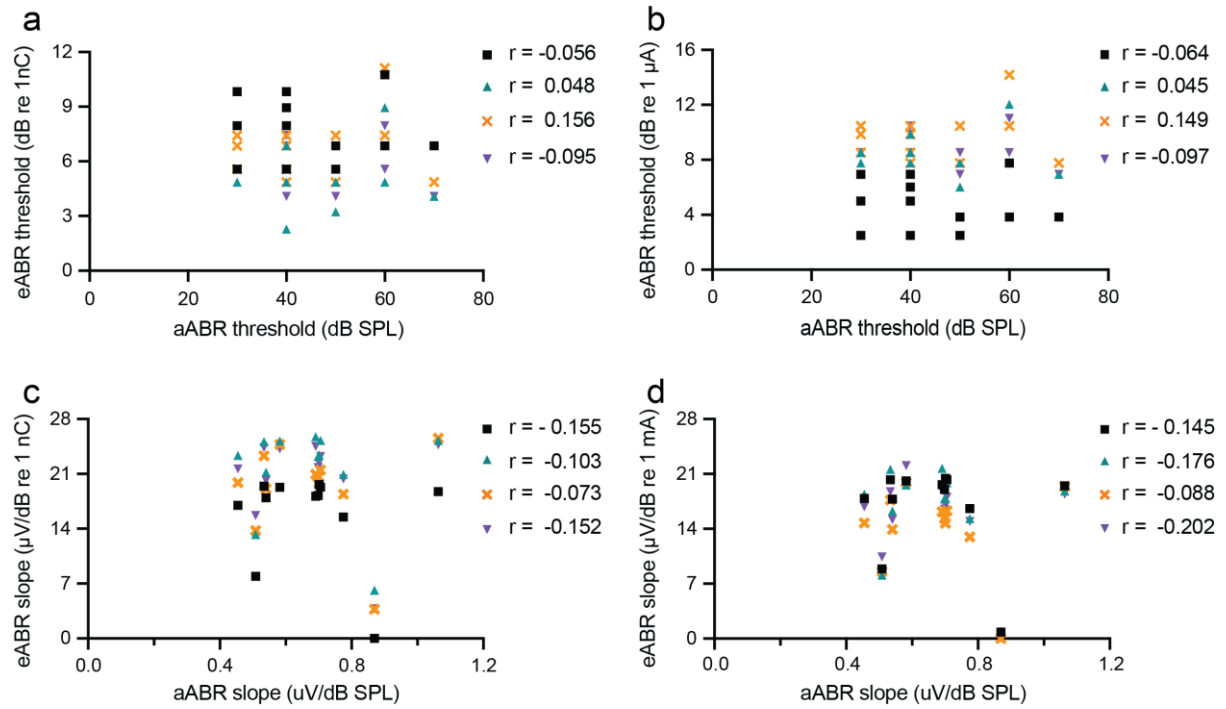 a
eABR threshold (dB re 1nC)
12
9
6
3
0
0 20 40 60 80
aABR threshold (dB SPL)
r = -0.056
r = 0.048
r = 0.156
r = -0.095
b
eABR threshold (dB re 1 µA)
16
12
8
4
0
0 20 40 60 80
aABR threshold (dB SPL)
r = -0.064
r = 0.045
r = 0.149
r = -0.097
c
eABR slope (µV/dB re 1 nC)
28
21
14
7
0
0.0 0.4 0.8 1.2
aABR slope (uV/dB SPL)
r = - 0.155
r = -0.103
r = -0.073
r = -0.152
d
eABR slope (µV/dB re 1 mA)
28
21
14
7
0
0.0 0.4 0.8 1.2
aABR slope (uV/dB SPL)
r = - 0.145
r = -0.176
r = -0.088
r = -0.202